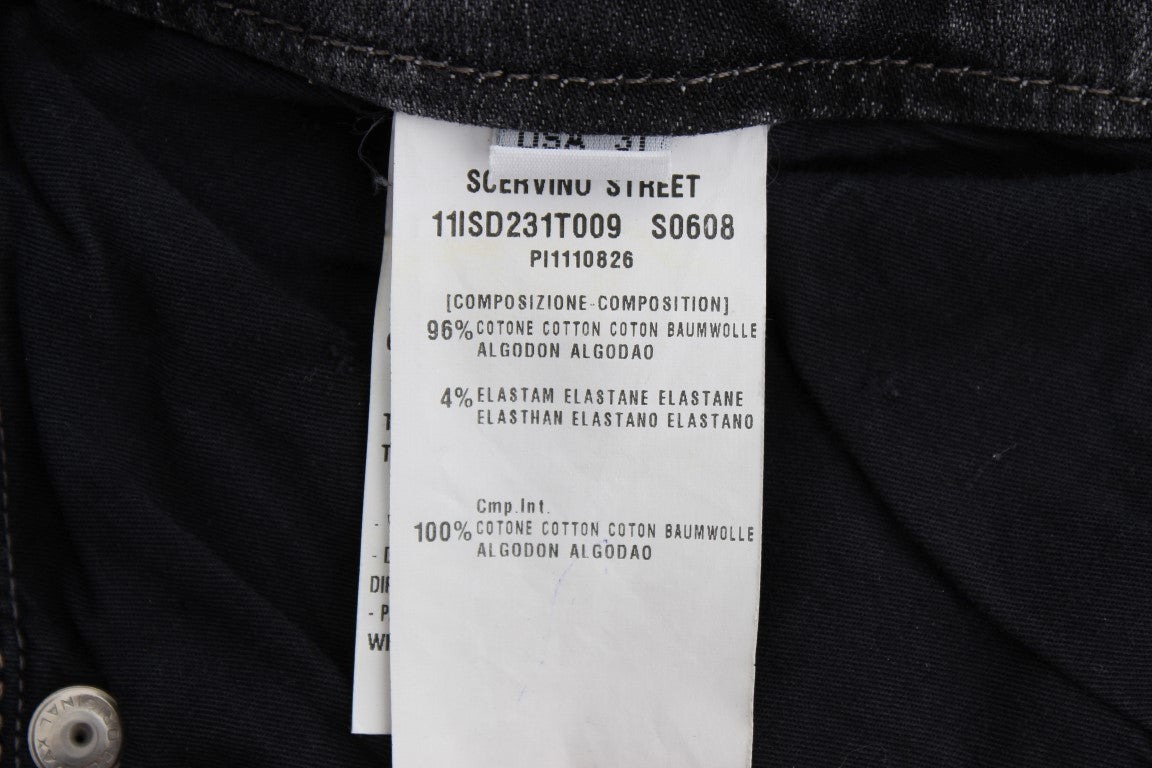 USA 31
SCERVINO STREET
11ISD231T009 S0608
PI1110826
[COMPOSIZIONE-COMPOSITION]
96% COTONE COTTON COTON BAUMWOLLE
ALGODON ALGODAO
4% ELASTAM ELASTANE ELASTANE
ELASTHAN ELASTANO ELASTANO
Cmp.Int.
100% COTONE COTTON COTON BAUMWOLLE
ALGODON ALGODAO